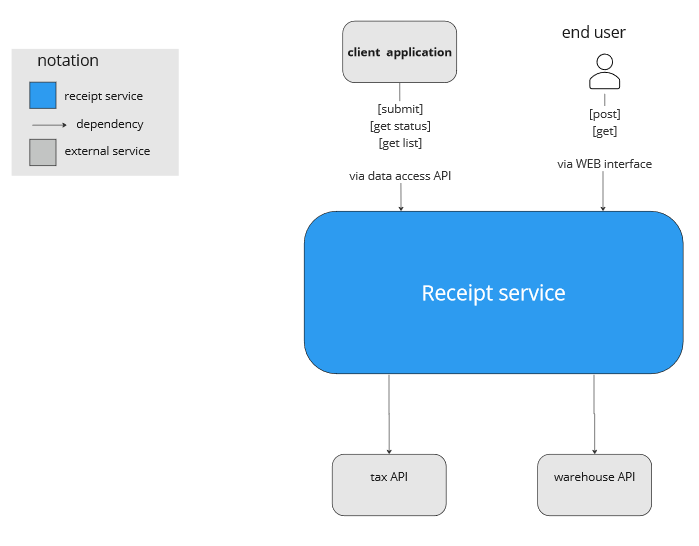 notation
receipt service
dependency
external service
client application
[submit]
[get status]
[get list]
via data access API
end user
[post]
[get]
via WEB interface
Receipt service
tax API
warehouse API